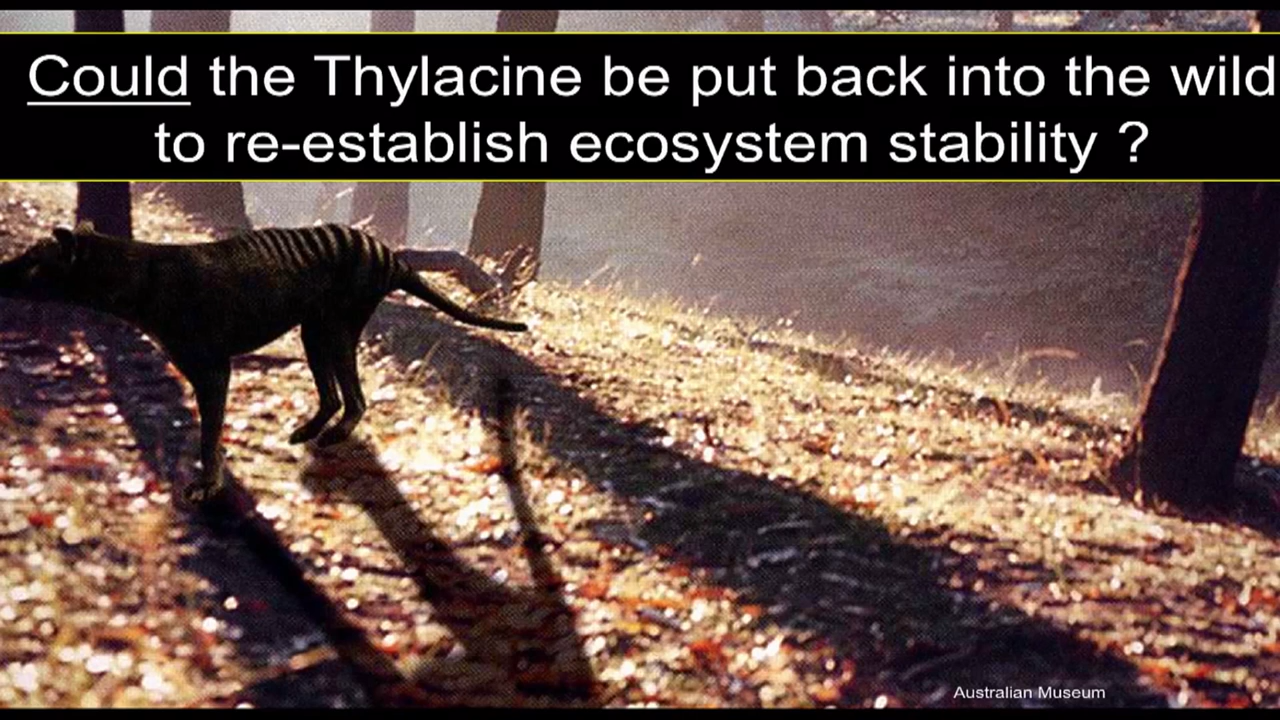 Could the Thylacine be put back into the wild
to re-establish ecosystem stability ?
Australian Museum